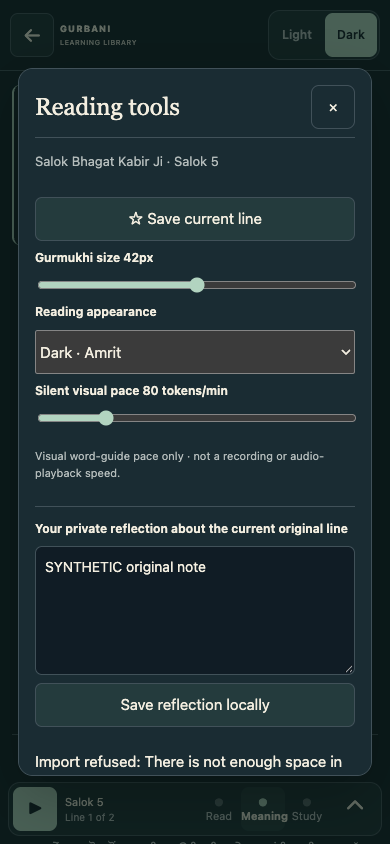 GURBANI
LEARNING LIBRARY
Light
Dark
Reading tools
×
Salok Bhagat Kabir Ji · Salok 5
☆ Save current line
Gurmukhi size 42px
Reading appearance
Dark · Amrit
Silent visual pace 80 tokens/min
Visual word-guide pace only · not a recording or audio-
playback speed.
Your private reflection about the current original line
SYNTHETIC original note
Save reflection locally
Import refused: There is not enough space in
Salok 5
Line 1 of 2
Read
Meaning
Study